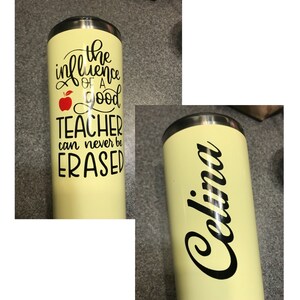 the
influence
OF A
good
TEACHER
can never be
ERASED
Celina